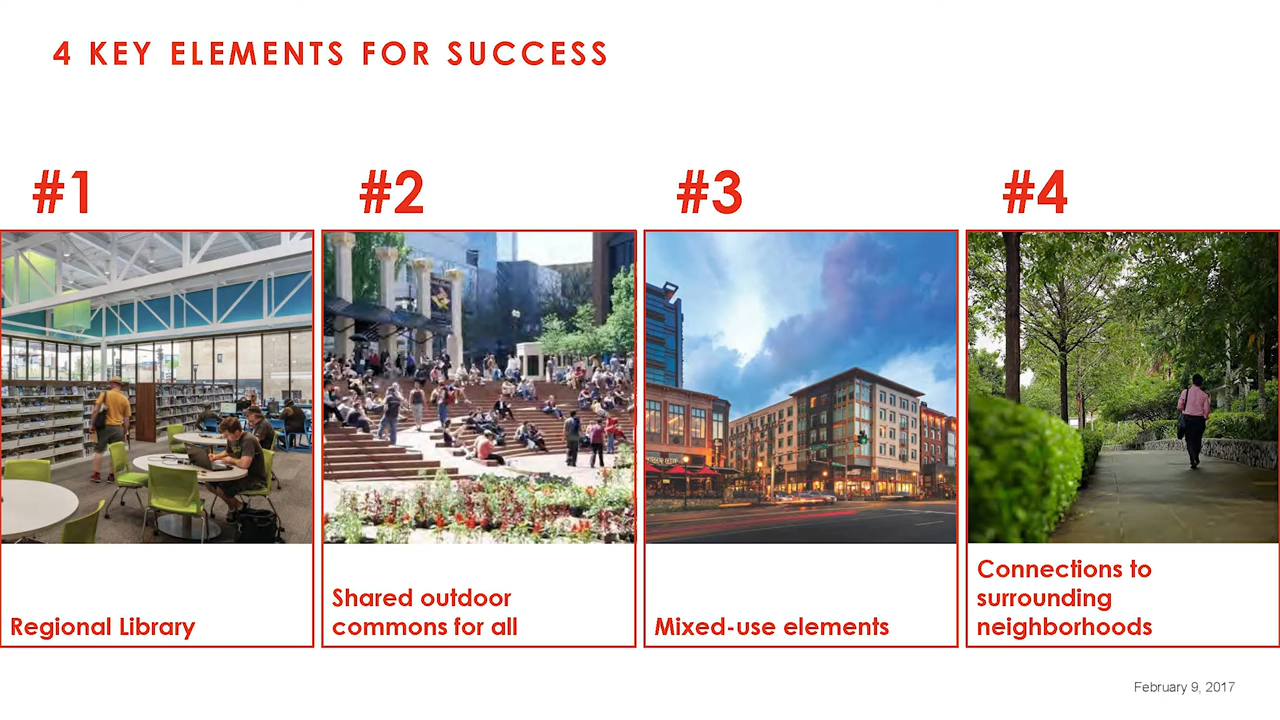 4 KEY ELEMENTS FOR SUCCESS
#1
#2
#3
#4
Regional Library
Shared outdoor
commons for all
Mixed-use elements
Connections to
surrounding
neighborhoods
February 9, 2017